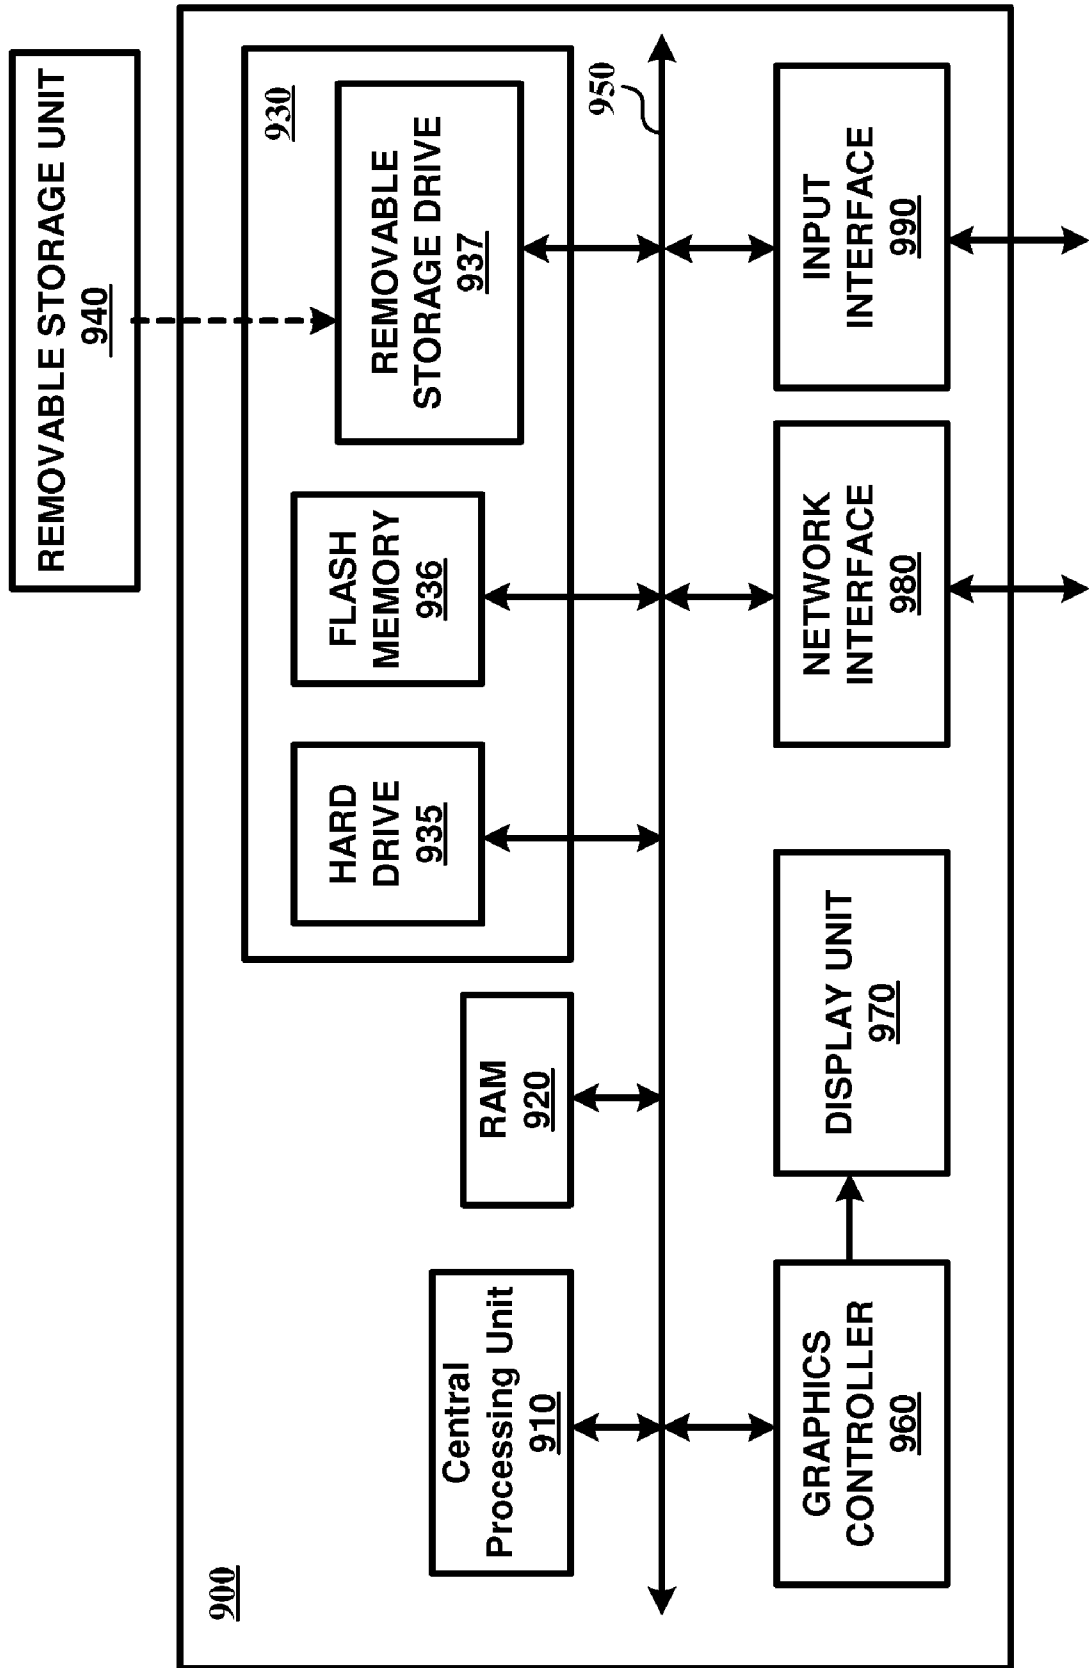 REMOVABLE STORAGE UNIT
940
900
930
Central
Processing Unit
910
RAM
920
HARD
DRIVE
935
FLASH
MEMORY
936
REMOVABLE
STORAGE DRIVE
937
950
GRAPHICS
CONTROLLER
960
DISPLAY UNIT
970
NETWORK
INTERFACE
980
INPUT
INTERFACE
990